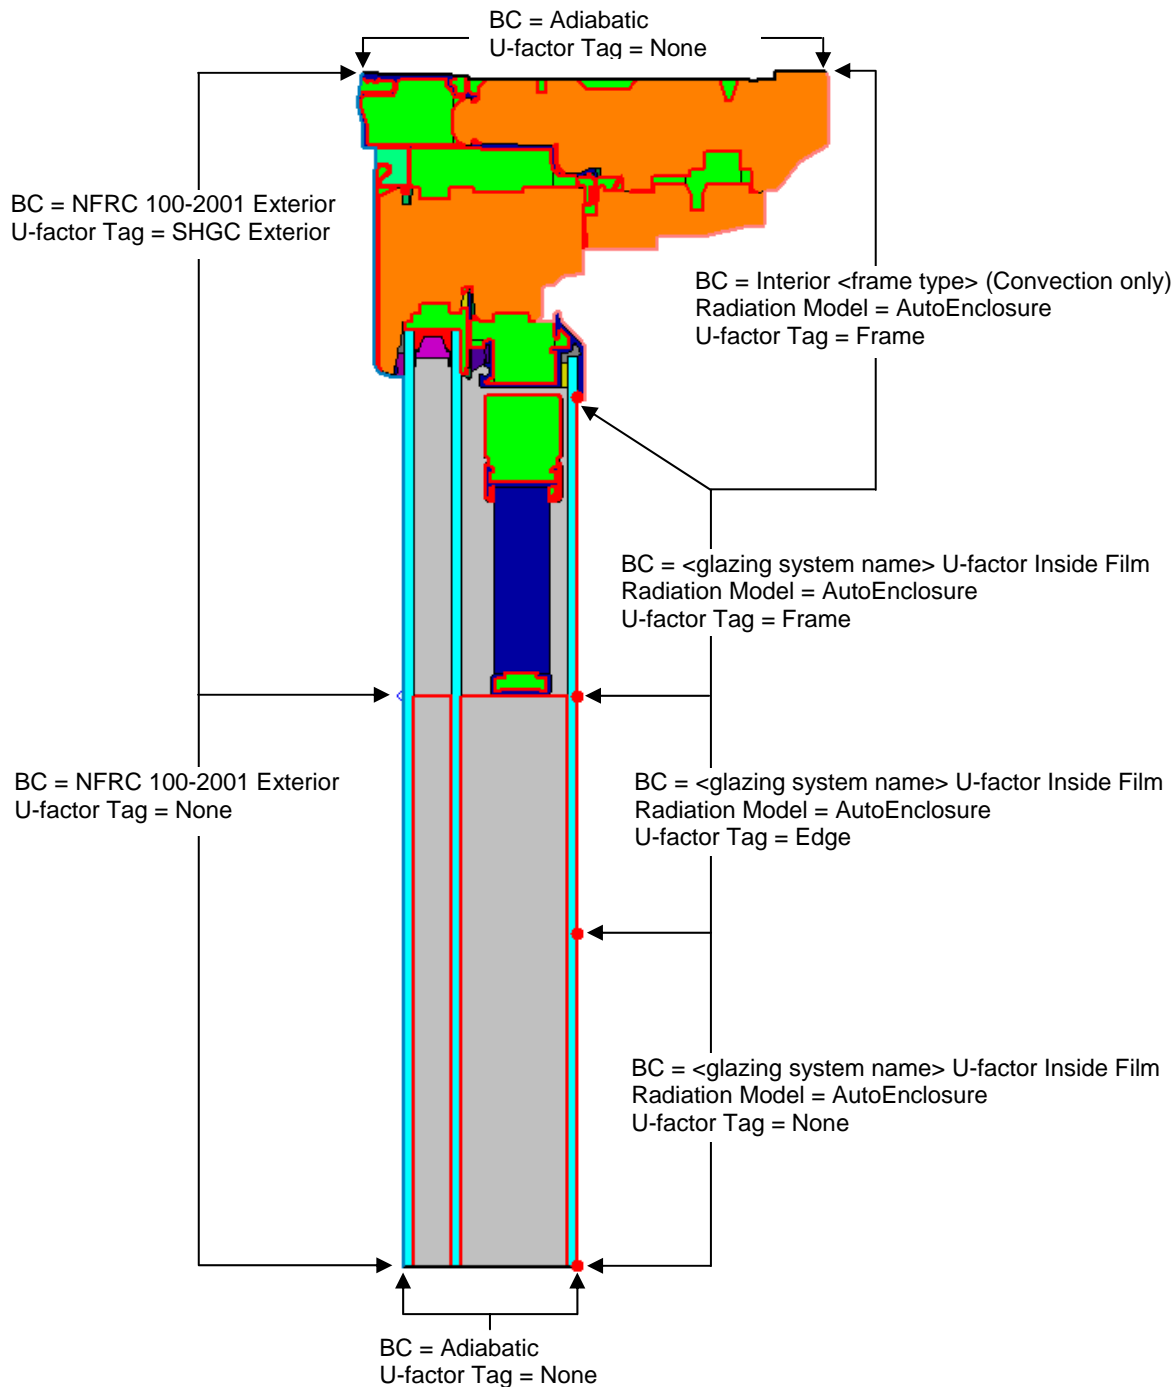 BC = Adiabatic
U-factor Tag = None
BC = NFRC 100-2001 Exterior
U-factor Tag = SHGC Exterior
BC = Interior <frame type> (Convection only)
Radiation Model = AutoEnclosure
U-factor Tag = Frame
BC = <glazing system name> U-factor Inside Film
Radiation Model = AutoEnclosure
U-factor Tag = Frame
BC = NFRC 100-2001 Exterior
U-factor Tag = None
BC = <glazing system name> U-factor Inside Film
Radiation Model = AutoEnclosure
U-factor Tag = Edge
BC = <glazing system name> U-factor Inside Film
Radiation Model = AutoEnclosure
U-factor Tag = None
BC = Adiabatic
U-factor Tag = None